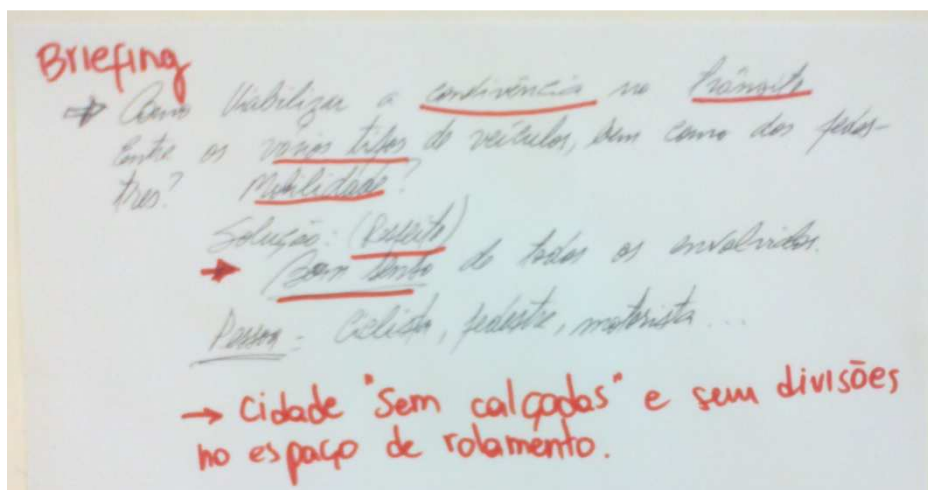 Briefing
→ Como Viabilizar a convivência no trânsito
entre os vários tipos de veículos, bem como dos pedes-
tres? Mobilidade?
Solução: (Respeito)
→ Bom senso de todos os envolvidos.
Pessoa = Ciclista, pedestre, motorista...
→ cidade "sem calçadas" e sem divisões
no espaço de rolamento.